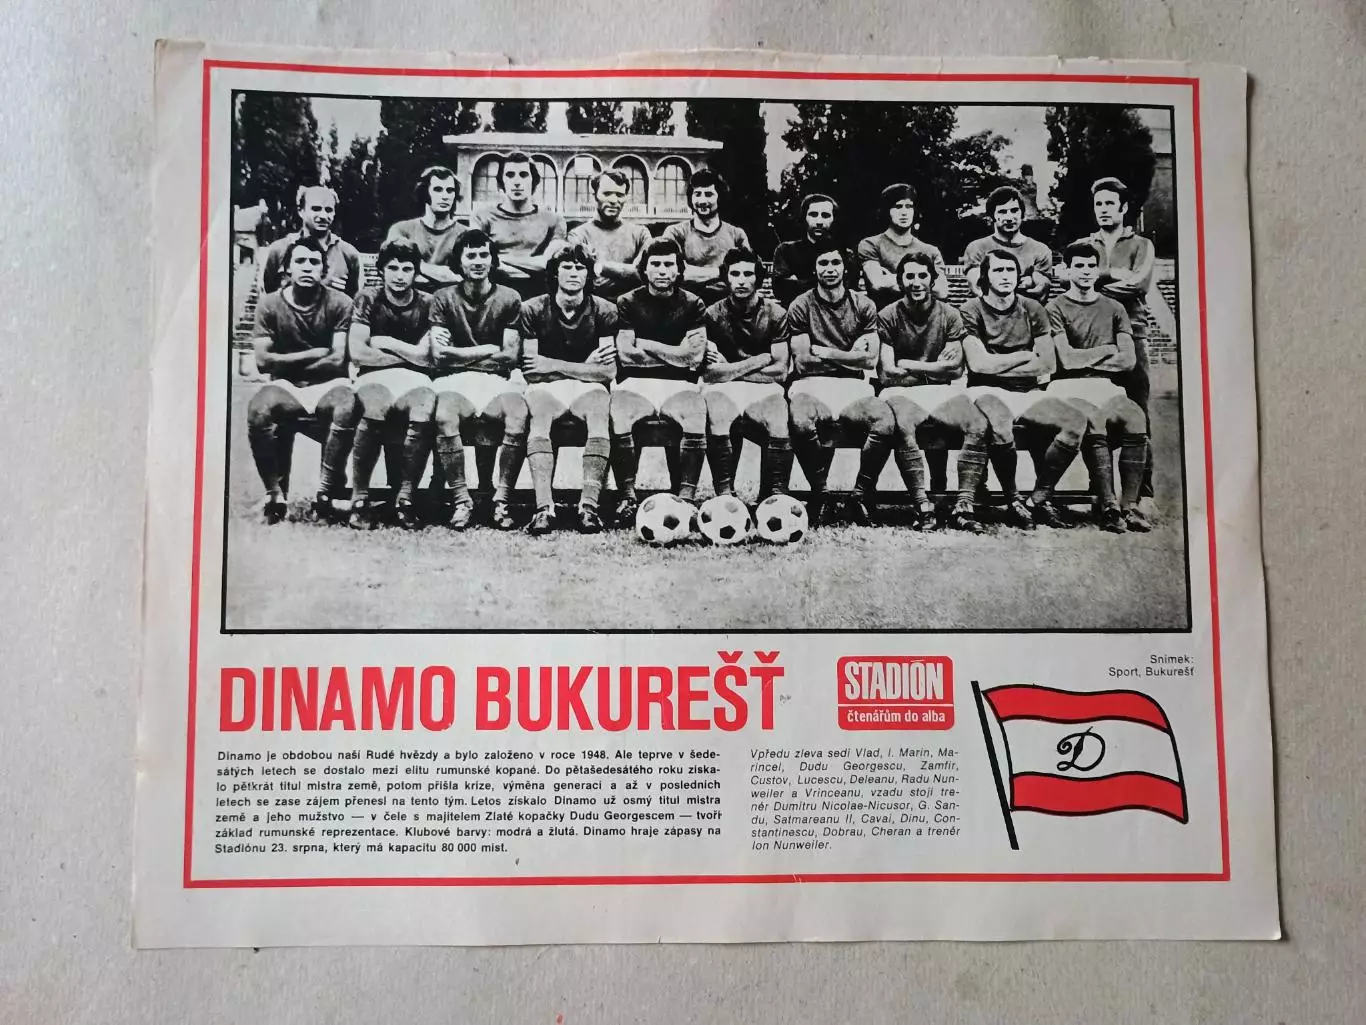 DINAMO BUKUREŠŤ
Dinamo je obdobou naší Rudé hvězdy a bylo založeno v roce 1948. Ale teprve v šede-
sátých letech se dostalo mezi elitu rumunské kopané. Do pětašedesátého roku získa-
lo pětkrát titul mistra země, potom přišla krize, výměna generací a až v posledních
letech se zase zájem přenesl na tento tým. Letos získalo Dinamo už osmý titul mistra
země a jeho mužstvo — v čele s majitelem Zlaté kopačky Dudu Georgescem — tvoří
základ rumunské reprezentace. Klubové barvy: modrá a žlutá. Dinamo hraje zápasy na
Stadiónu 23. srpna, který má kapacitu 80 000 míst.
STADIÓN
čtenářům do alba
Vpředu zleva sedí Vlad, I. Marin, Ma-
rincel, Dudu Georgescu, Zamfir,
Custov, Lucescu, Deleanu, Radu Nun-
weiler a Vrinceanu, vzadu stojí tre-
nér Dumitru Nicolae-Nicusor, G. San-
du, Satmareanu II, Cavai, Dinu, Con-
stantinescu, Dobrau, Cheran a trenér
Ion Nunweiler.
Snímek:
Sport, Bukurešť
D